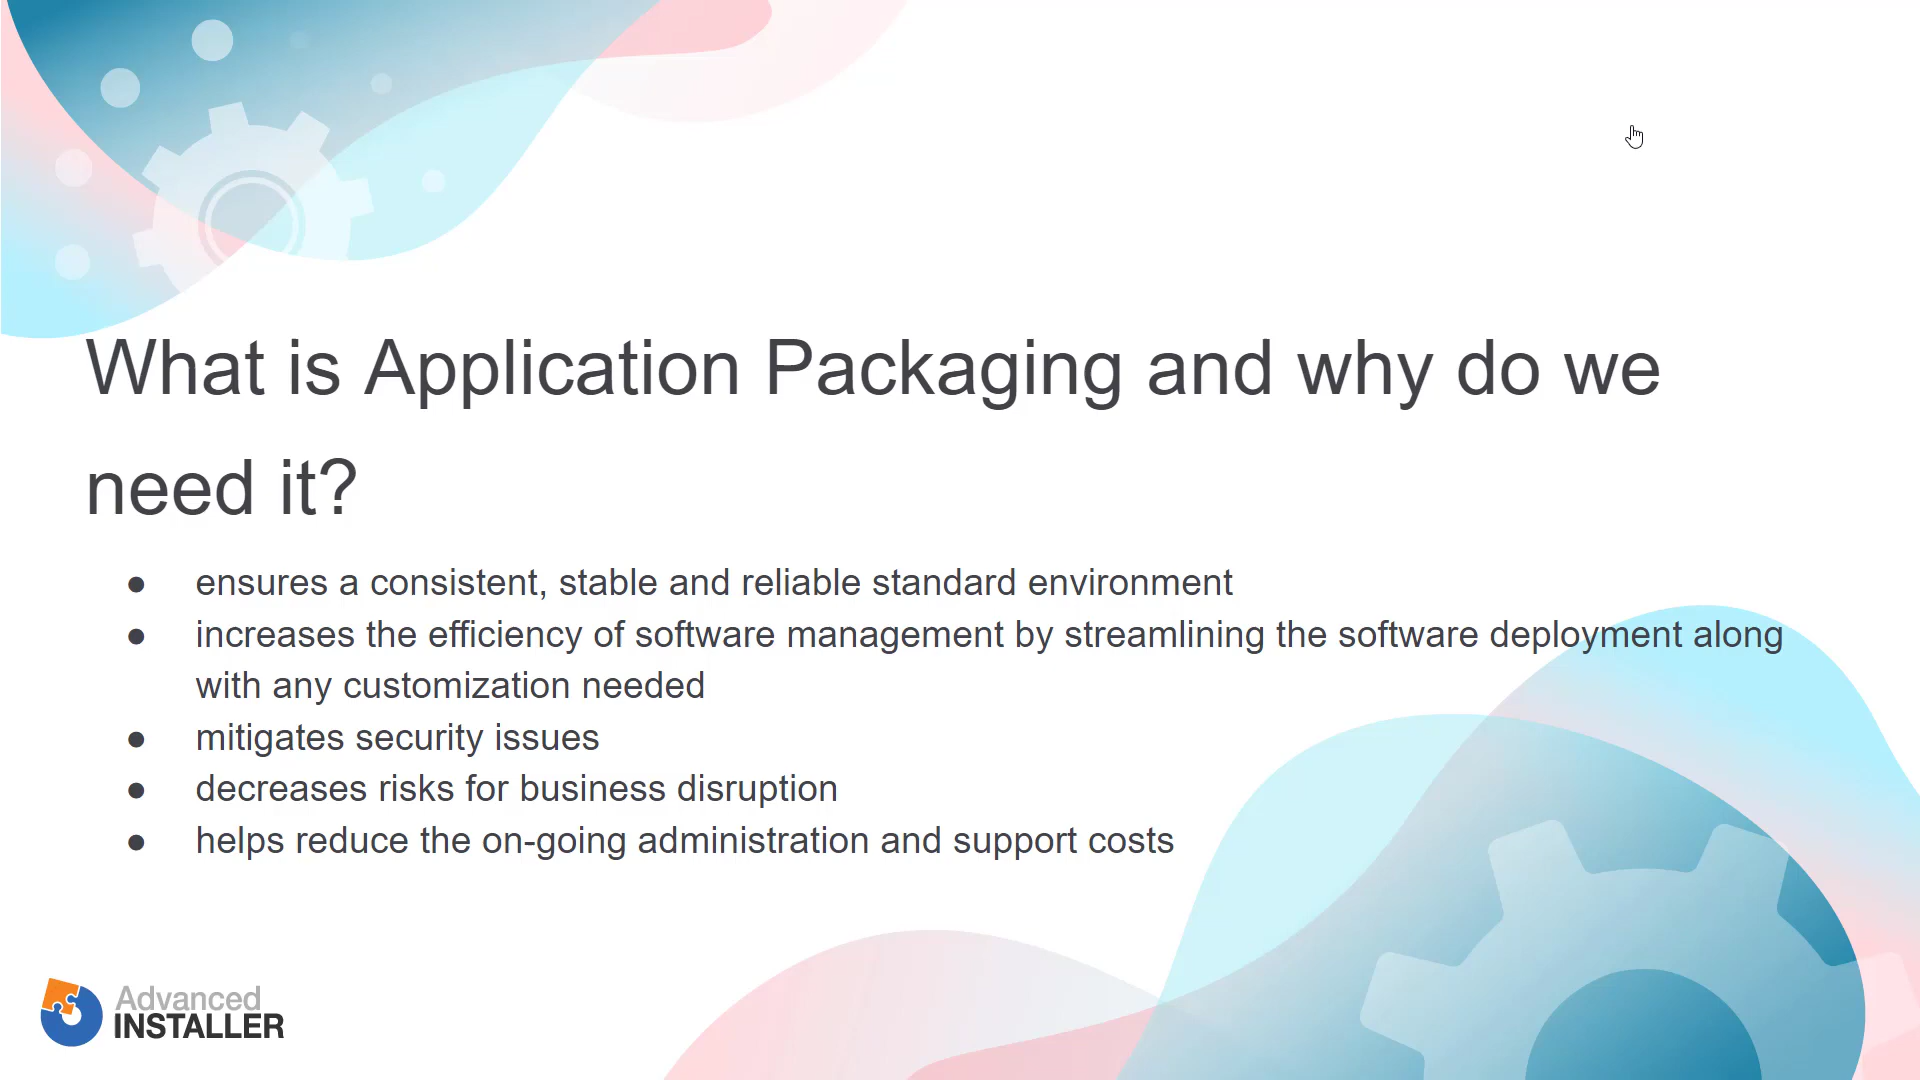 What is Application Packaging and why do we
need it?
● ensures a consistent, stable and reliable standard environment
● increases the efficiency of software management by streamlining the software deployment along
with any customization needed
● mitigates security issues
● decreases risks for business disruption
● helps reduce the on-going administration and support costs
Advanced
INSTALLER